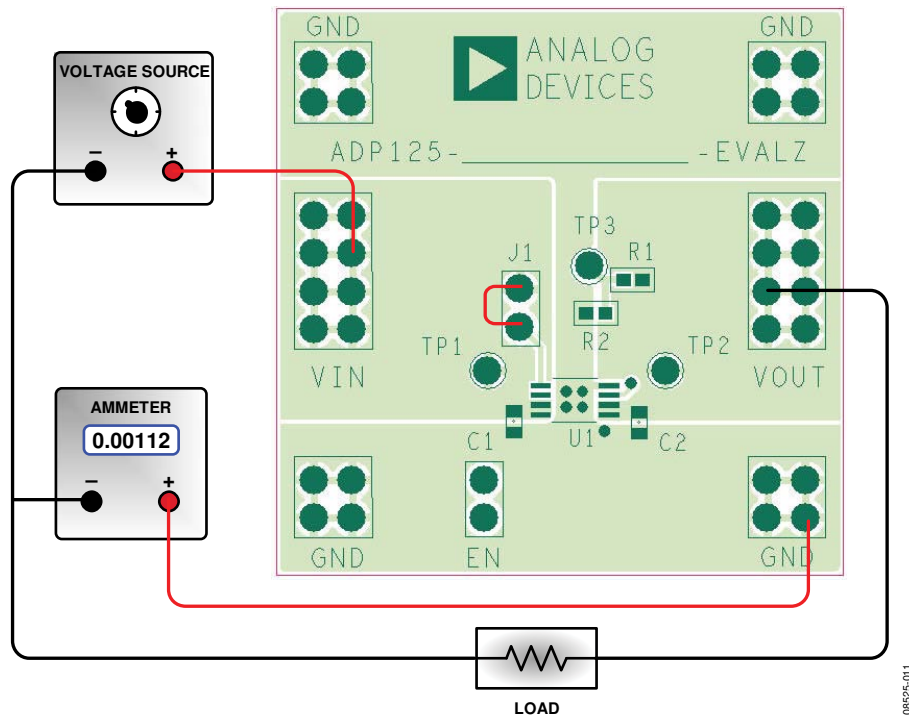 GND
GND
VOLTAGE SOURCE
ANALOG
DEVICES
− +
ADP125-_________________-EVALZ
TP3
J1
R1
R2
TP1
TP2
VIN
VOUT
AMMETER
0.00112
C1
U1
C2
− +
GND
EN
GND
LOAD
08525-011